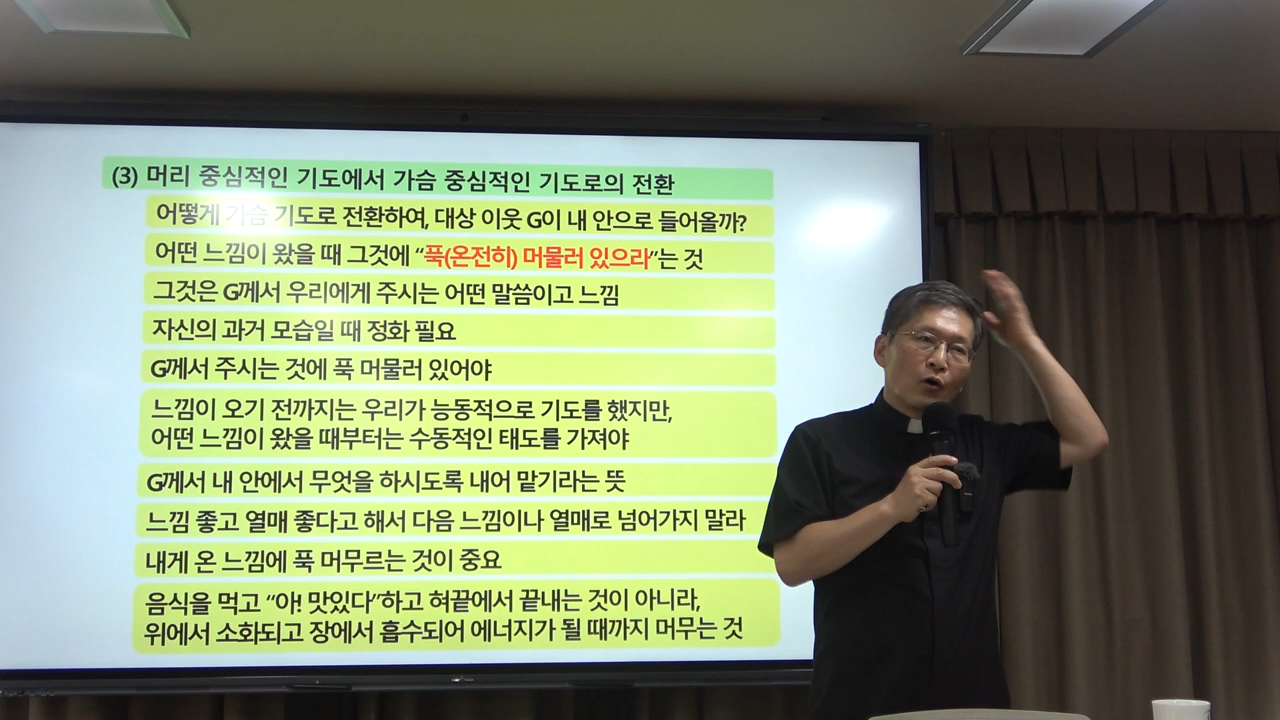 (3) 머리 중심적인 기도에서 가슴 중심적인 기도로의 전환
어떻게 가슴 기도로 전환하여, 대상 이웃 G이 내 안으로 들어올까?
어떤 느낌이 왔을 때 그것에 “푹(온전히) 머물러 있으라”는 것
그것은 G께서 우리에게 주시는 어떤 말씀이고 느낌
자신의 과거 모습일 때 정화 필요
G께서 주시는 것에 푹 머물러 있어야
느낌이 오기 전까지는 우리가 능동적으로 기도를 했지만,
어떤 느낌이 왔을 때부터는 수동적인 태도를 가져야
G께서 내 안에서 무엇을 하시도록 내어 맡기라는 뜻
느낌 좋고 열매 좋다고 해서 다음 느낌이나 열매로 넘어가지 말라
내게 온 느낌에 푹 머무르는 것이 중요
음식을 먹고 “아! 맛있다”하고 혀끝에서 끝내는 것이 아니라,
위에서 소화되고 장에서 흡수되어 에너지가 될 때까지 머무는 것